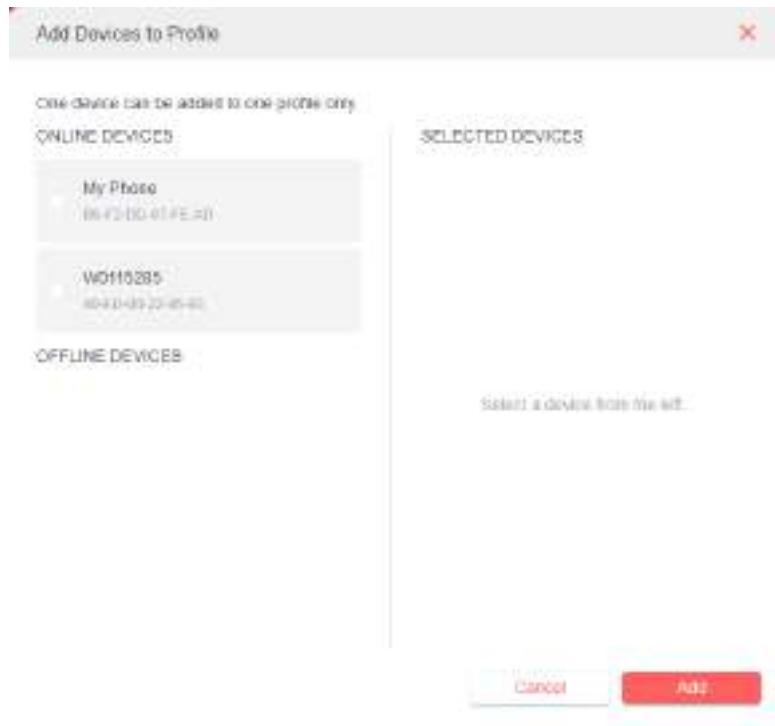 Add Devices to Profile
One device can be added to one profile only.
ONLINE DEVICES
My Phone
OFFLINE DEVICES
SELECTED DEVICES
Select a device from the left.
Cancel
Add